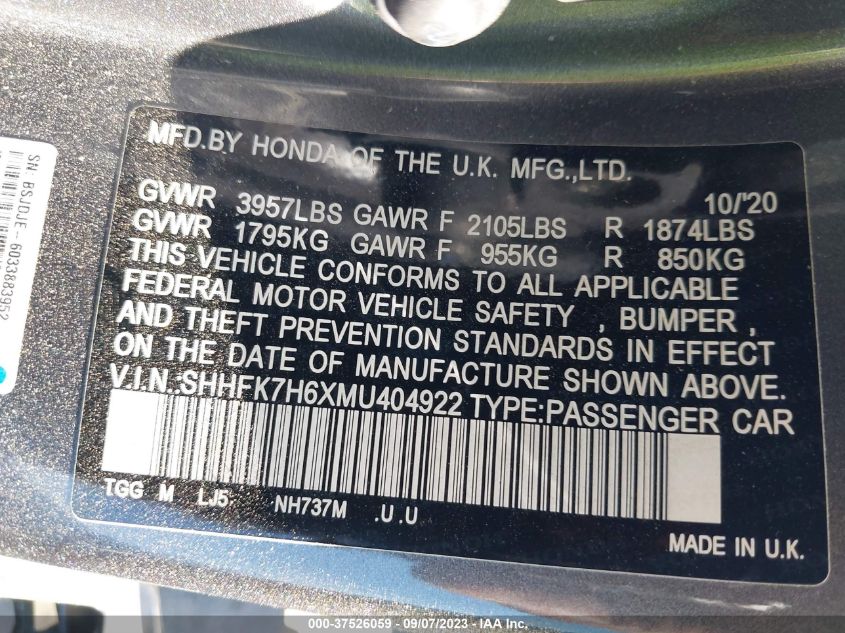 MFD.BY HONDA OF THE U.K. MFG.,LTD.
10/'20
GVWR 3957LBS GAWR F 2105LBS R 1874LBS
GVWR 1795KG GAWR F 955KG R 850KG
THIS VEHICLE CONFORMS TO ALL APPLICABLE
FEDERAL MOTOR VEHICLE SAFETY , BUMPER ,
AND THEFT PREVENTION STANDARDS IN EFFECT
ON THE DATE OF MANUFACTURE SHOWN ABOVE.
V.I.N.:SHHFK7H6XMU404922 TYPE:PASSENGER CAR
TGG M LJ5 NH737M .U.U
MADE IN U.K.
SN: BSJDJE- 6033833952
000-37526059 - 09/07/2023 - IAA Inc.